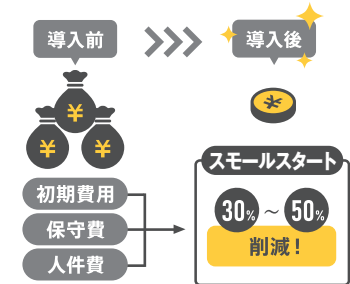 導入前
導入後
¥
¥ ¥
¥
初期費用
保守費
人件費
スモールスタート
30%～50%
削減！